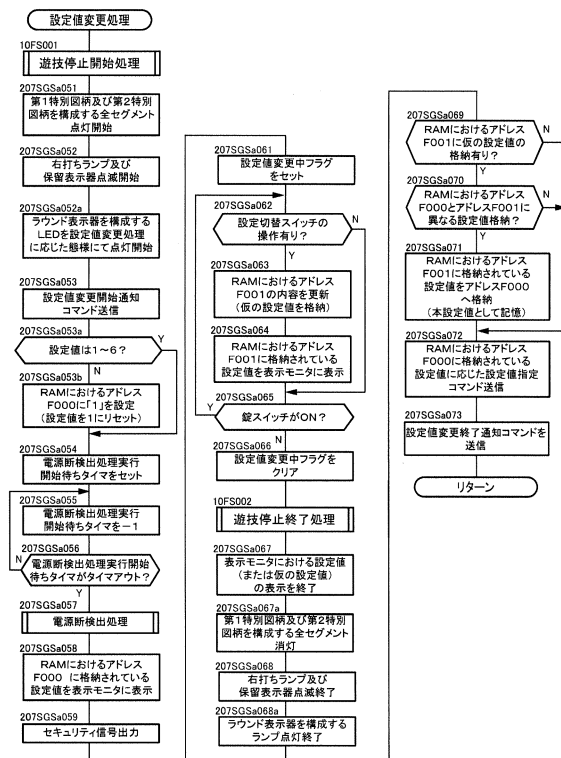 設定値変更処理
10FS001
遊技停止開始処理
207SGSa051
第1特別図柄及び第2特別
図柄を構成する全セグメント
点灯開始
207SGSa052
右打ちランプ及び
保留表示器点滅開始
207SGSa052a
ラウンド表示器を構成する
LEDを設定値変更処理
に応じた態様にて点灯開始
207SGSa053
設定値変更開始通知
コマンド送信
207SGSa053a
設定値は1～6？
Y
N
207SGSa053b
RAMにおけるアドレス
F000に「1」を設定
(設定値を1にリセット)
207SGSa054
電源断検出処理実行
開始待ちタイマをセット
207SGSa055
電源断検出処理実行
開始待ちタイマを－1
207SGSa056
N
電源断検出処理実行開始
待ちタイマがタイムアウト？
Y
207SGSa057
電源断検出処理
207SGSa058
RAMにおけるアドレス
F000 に格納されている
設定値を表示モニタに表示
207SGSa059
セキュリティ信号出力
207SGSa061
設定値変更中フラグ
をセット
207SGSa062
設定切替スイッチの
操作有り？
N
Y
207SGSa063
RAMにおけるアドレス
F001の内容を更新
(仮の設定値を格納)
207SGSa064
RAMにおけるアドレス
F001に格納されている
設定値を表示モニタに表示
207SGSa065
Y
錠スイッチがON？
N
207SGSa066
設定値変更中フラグを
クリア
10FS002
遊技停止終了処理
207SGSa067
表示モニタにおける設定値
(または仮の設定値)
の表示を終了
207SGSa067a
第1特別図柄及び第2特別
図柄を構成する全セグメント
消灯
207SGSa068
右打ちランプ及び
保留表示器点滅終了
207SGSa068a
ラウンド表示器を構成する
ランプ点灯終了
207SGSa069
RAMにおけるアドレス
F001に仮の設定値の
格納有り？
N
Y
207SGSa070
RAMにおけるアドレス
F000とアドレスF001に
異なる設定値格納？
N
Y
207SGSa071
RAMにおけるアドレス
F001に格納されている
設定値をアドレスF000
へ格納
(本設定値として記憶)
207SGSa072
RAMにおけるアドレス
F000に格納されている
設定値に応じた設定値指定
コマンド送信
207SGSa073
設定値変更終了通知コマンドを
送信
リターン